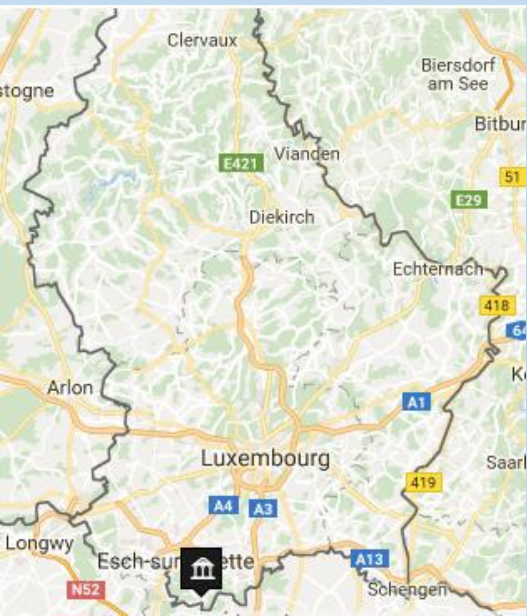 Clervaux
Biersdorf
am See
stogne
Bitbur
E421
Vianden
51
E29
Diekirch
Echternach
418
64
Arlon
A1
Luxembourg
Saarl
419
A4
A3
Longwy
Esch-sur
ette
A13
N52
Schengen